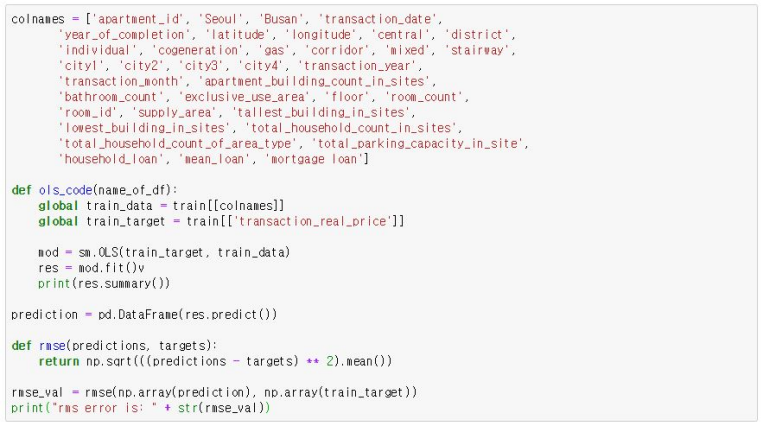 colnames = ['apartment_id', 'Seoul', 'Busan', 'transaction_date',
'year_of_completion', 'latitude', 'longitude', 'central', 'district',
'individual', 'cogeneration', 'gas', 'corridor', 'mixed', 'stairway',
'city1', 'city2', 'city3', 'city4', 'transaction_year',
'transaction_month', 'apartment_building_count_in_sites',
'bathroom_count', 'exclusive_use_area', 'floor', 'room_count',
'room_id', 'supply_area', 'tallest_building_in_sites',
'lowest_building_in_sites', 'total_household_count_in_sites',
'total_household_count_of_area_type', 'total_parking_capacity_in_site',
'household_loan', 'mean_loan', 'mortgage loan']
def ols_code(name_of_df):
global train_data = train[[colnames]]
global train_target = train[['transaction_real_price']]
mod = sm.OLS(train_target, train_data)
res = mod.fit()v
print(res.summary())
prediction = pd.DataFrame(res.predict())
def rmse(predictions, targets):
return np.sqrt(((predictions - targets) ** 2).mean())
rmse_val = rmse(np.array(prediction), np.array(train_target))
print("rms error is: " + str(rmse_val))